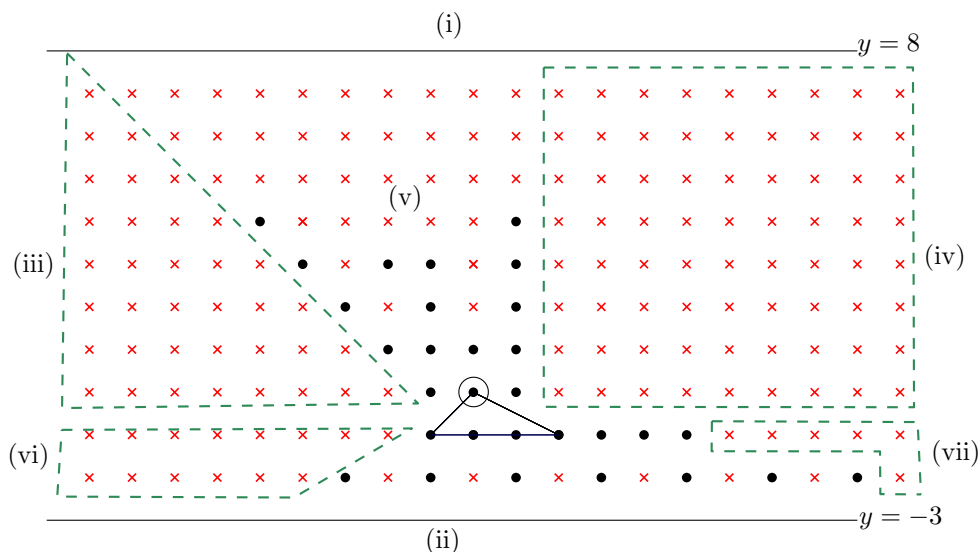 (i)
y = 8
(v)
(iii)
(iv)
(vi)
(vii)
y = −3
(ii)